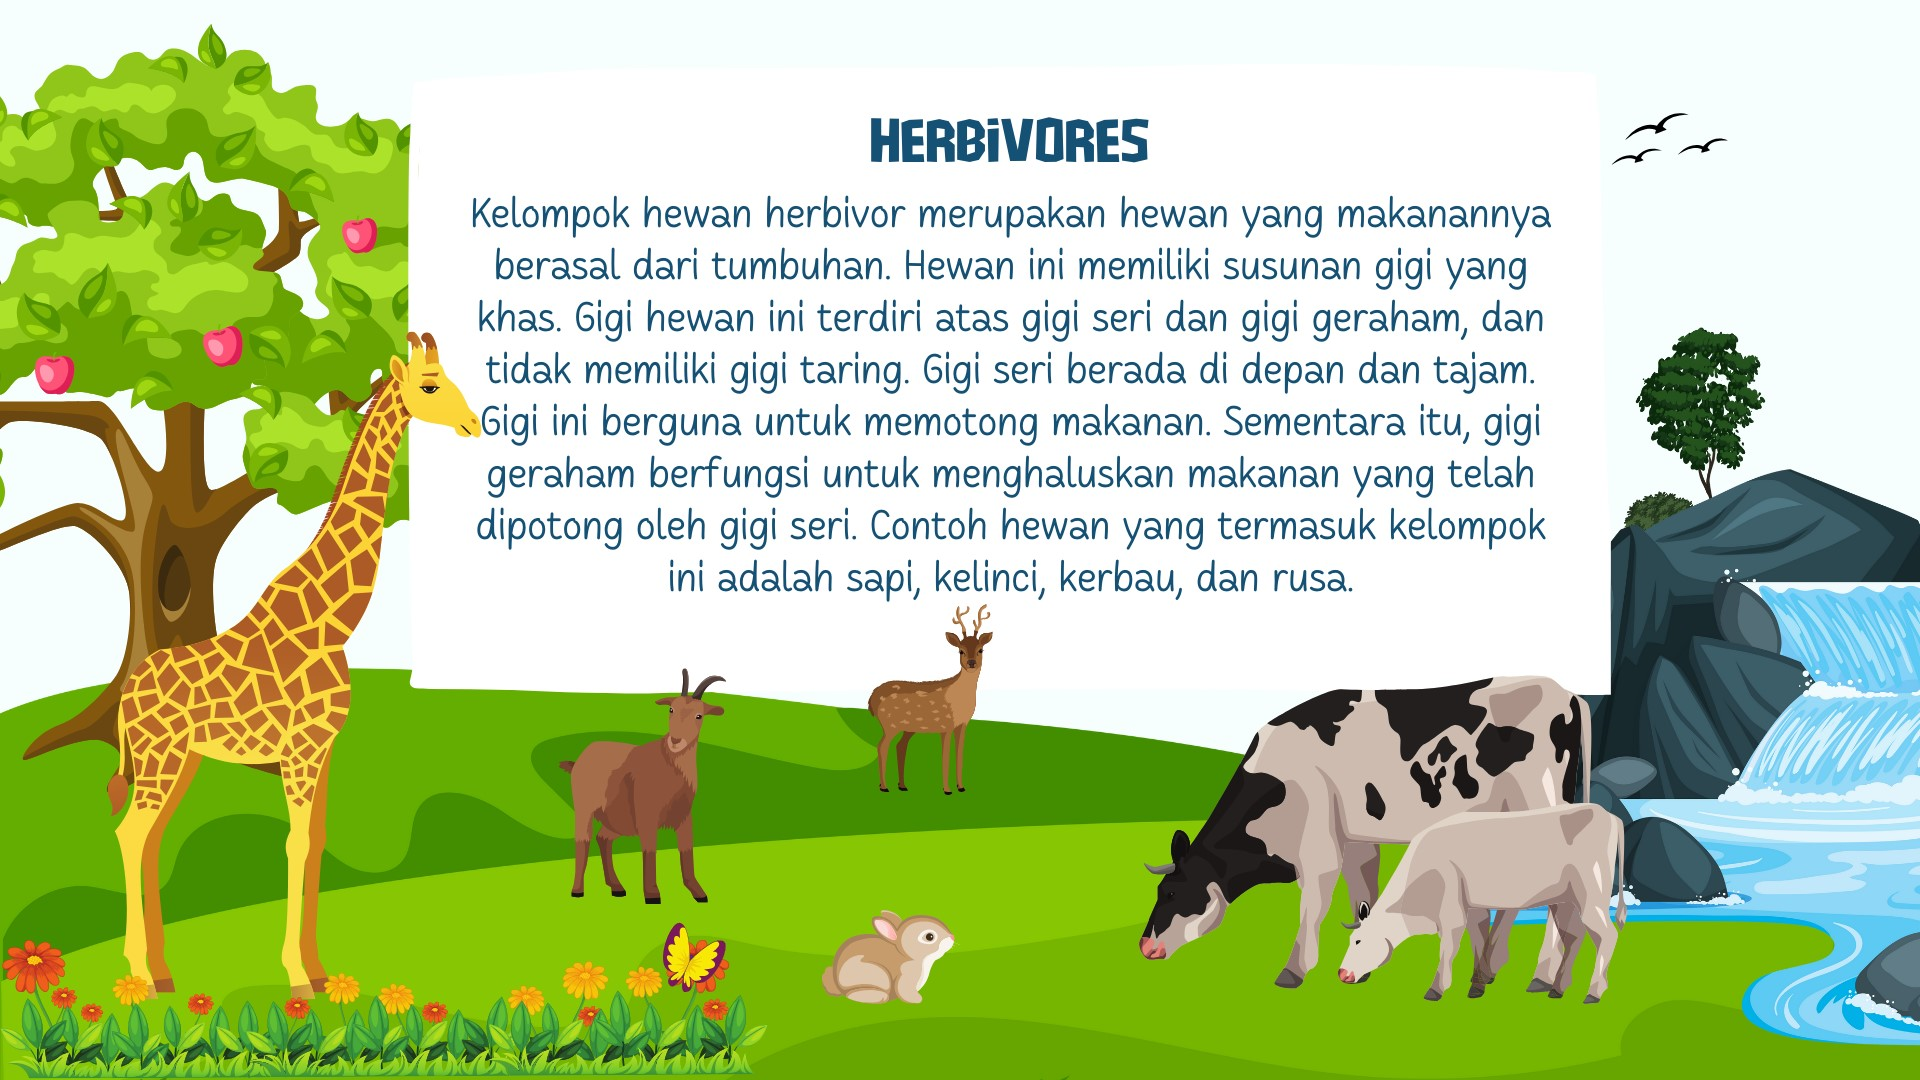 HERBiVORES
Kelompok hewan herbivor merupakan hewan yang makanannya
berasal dari tumbuhan. Hewan ini memiliki susunan gigi yang
khas. Gigi hewan ini terdiri atas gigi seri dan gigi geraham, dan
tidak memiliki gigi taring. Gigi seri berada di depan dan tajam.
Gigi ini berguna untuk memotong makanan. Sementara itu, gigi
geraham berfungsi untuk menghaluskan makanan yang telah
dipotong oleh gigi seri. Contoh hewan yang termasuk kelompok
ini adalah sapi, kelinci, kerbau, dan rusa.